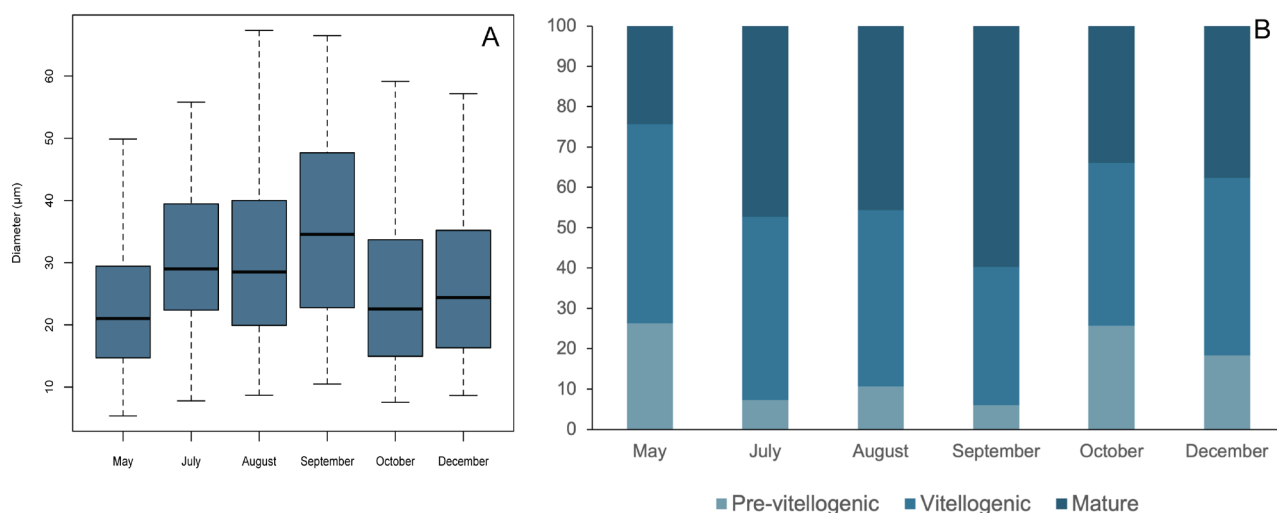 A
Diameter (µm)
60
50
40
30
20
10
May July August September October December
B
100
90
80
70
60
50
40
30
20
10
0
May July August September October December
Pre-vitellogenic Vitellogenic Mature